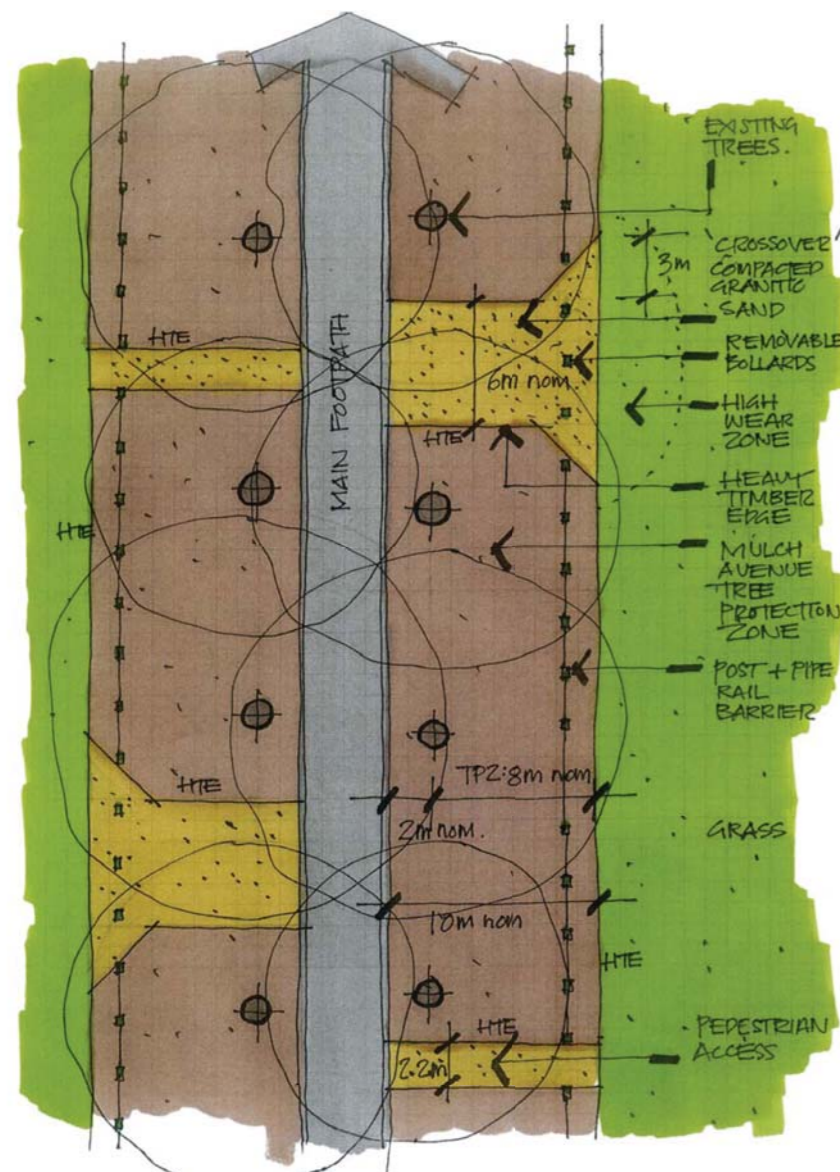 EXISTING
TREES.
3m
CROSSOVER
COMPACTED
GRANITIC
SAND
REMOVABLE
BOLLARDS
HTE
MAIN FOOTPATH
6m nom.
HTE
HIGH
WEAR
ZONE
HEAVY
TIMBER
EDGE
HTE
MULCH
AVENUE
TREE
PROTECTION
ZONE
POST + PIPE
RAIL
BARRIER
HTE
TPZ:8m nom.
2m nom.
GRASS
10m nom
HTE
HTE
PEDESTRIAN
ACCESS
2.2m